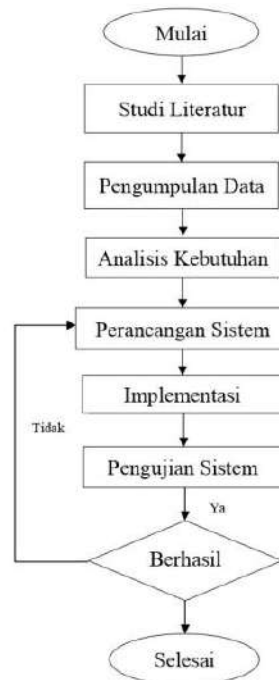 Mulai
Studi Literatur
Pengumpulan Data
Analisis Kebutuhan
Perancangan Sistem
Implementasi
Tidak
Pengujian Sistem
Ya
Berhasil
Selesai